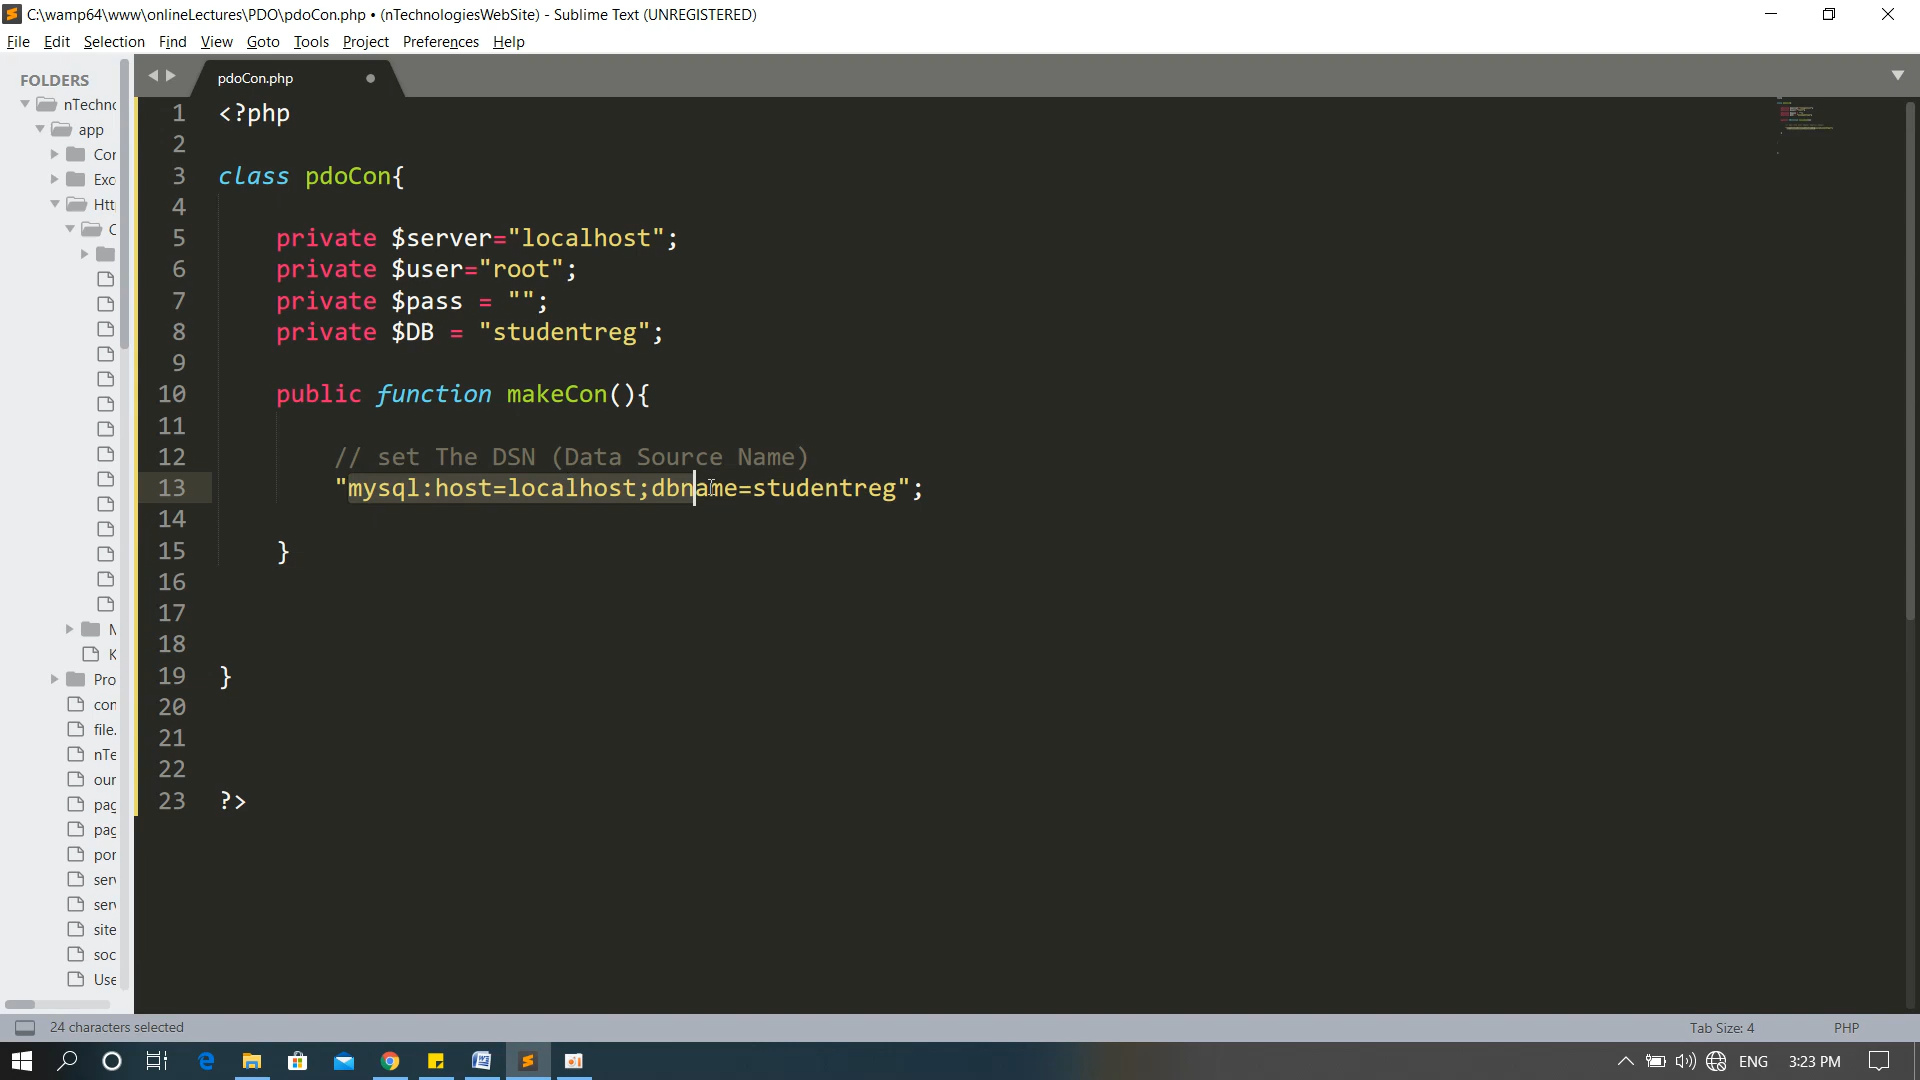 C:\wamp64\www\onlineLectures\PDO\pdoCon.php • (nTechnologiesWebSite) - Sublime Text (UNREGISTERED)
File Edit Selection Find View Goto Tools Project Preferences Help
FOLDERS
nTechno
app
Con
Exc
Htt
C
M
K
Pro
con
file.
nTe
our
pag
pag
por
serv
serv
site
soc
Use
pdoCon.php
1 <?php
2
3 class pdoCon{
4
5 private $server="localhost";
6 private $user="root";
7 private $pass = "";
8 private $DB = "studentreg";
9
10 public function makeCon(){
11
12 // set The DSN (Data Source Name)
13 "mysql:host=localhost;dbname=studentreg";
14
15 }
16
17
18
19 }
20
21
22
23 ?>
24 characters selected
Tab Size: 4 PHP
ENG 3:23 PM